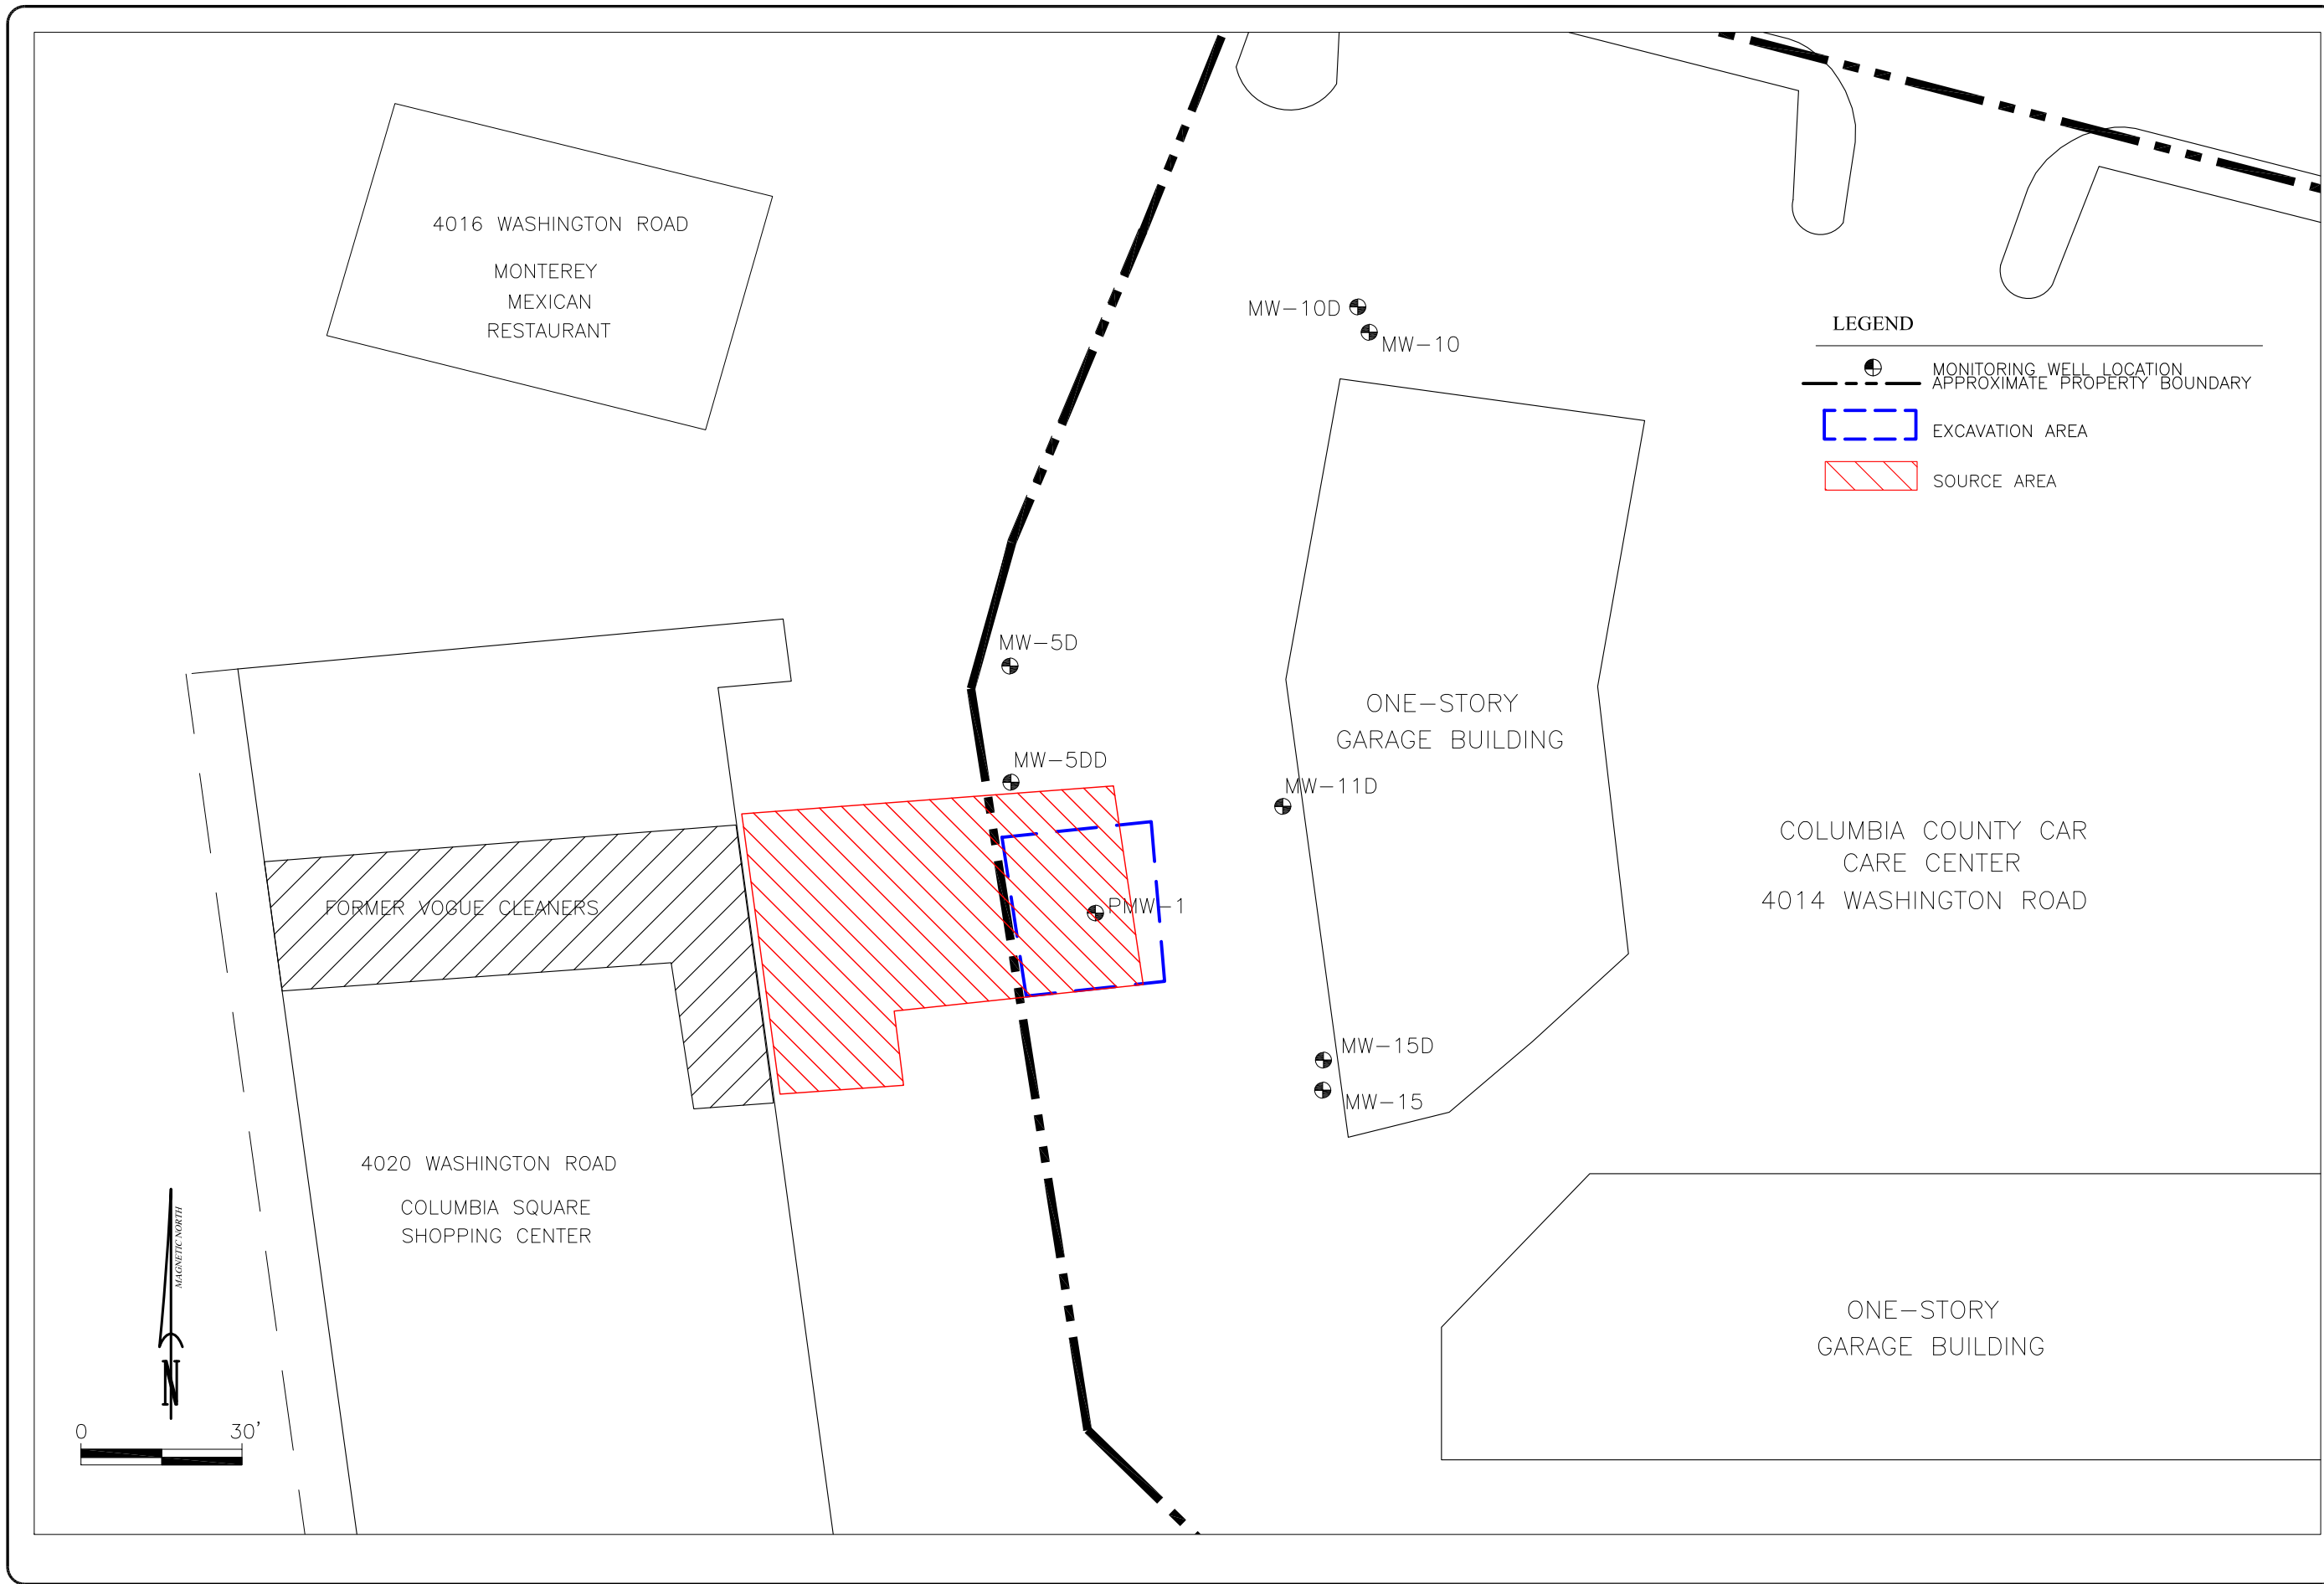 4016 WASHINGTON ROAD
MONTEREY
MEXICAN
RESTAURANT
MW-10D
MW-10
LEGEND
MONITORING WELL LOCATION
APPROXIMATE PROPERTY BOUNDARY
EXCAVATION AREA
SOURCE AREA
MW-5D
ONE-STORY
GARAGE BUILDING
MW-5DD
MW-11D
COLUMBIA COUNTY CAR
CARE CENTER
4014 WASHINGTON ROAD
FORMER VOGUE CLEANERS
PMW-1
MW-15D
MW-15
4020 WASHINGTON ROAD
COLUMBIA SQUARE
SHOPPING CENTER
MAGNETIC NORTH
N
ONE-STORY
GARAGE BUILDING
0 30'